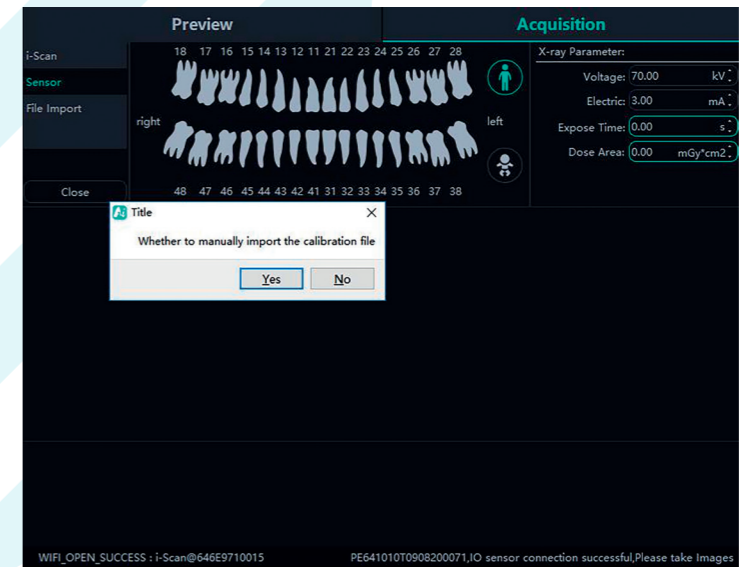 Preview
Acquisition
i-Scan
Sensor
File Import
Close
18 17 16 15 14 13 12 11 21 22 23 24 25 26 27 28
right
left
48 47 46 45 44 43 42 41 31 32 33 34 35 36 37 38
X-ray Parameter:
Voltage: 70.00 kV
Electric: 3.00 mA
Expose Time: 0.00 s
Dose Area: 0.00 mGy*cm2
Title
Whether to manually import the calibration file
Yes
No
WIFI_OPEN_SUCCESS : i-Scan@646E9710015
PE641010T0908200071,IO sensor connection successful,Please take Images